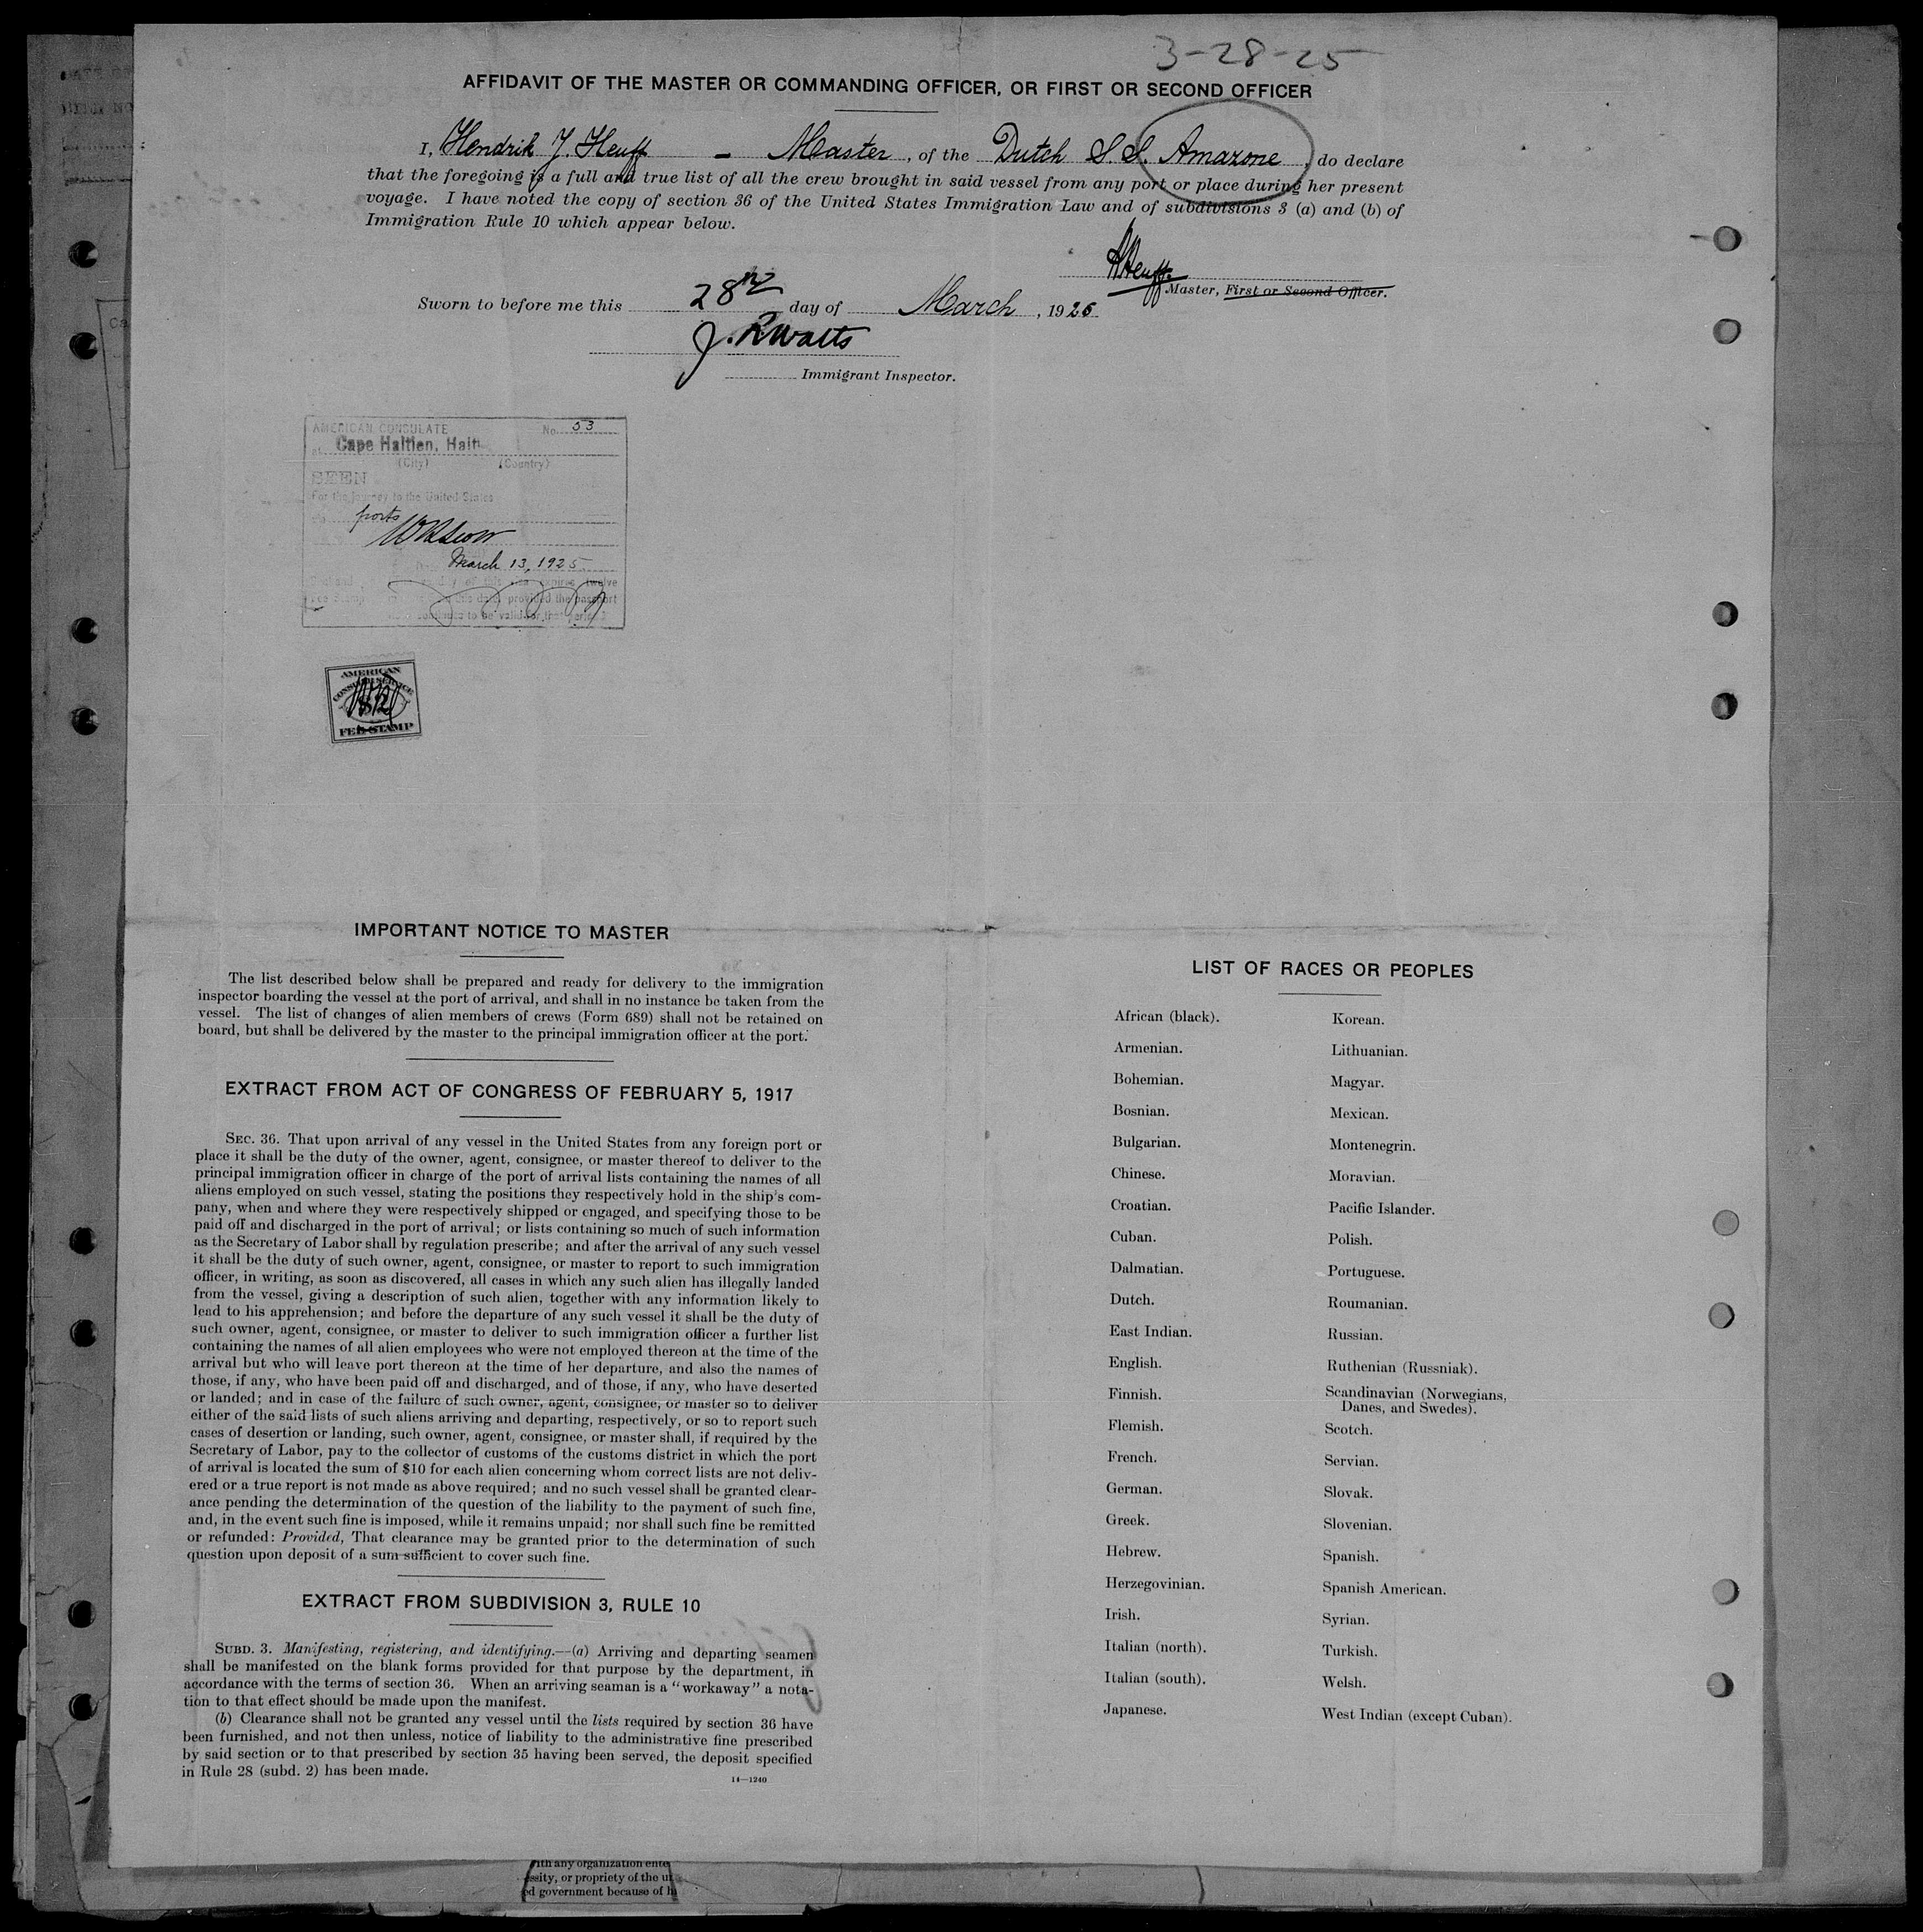 3-28-25
AFFIDAVIT OF THE MASTER OR COMMANDING OFFICER, OR FIRST OR SECOND OFFICER
I, Hendrik J. Heuff - Master, of the Dutch S.S. Amazone, do declare
that the foregoing is a full and true list of all the crew brought in said vessel from any port or place during her present
voyage. I have noted the copy of section 36 of the United States Immigration Law and of subdivisions 3 (a) and (b) of
Immigration Rule 10 which appear below.
HHeuff.
Master, First or Second Officer.
Sworn to before me this 28th day of March, 1925
J. R Watts
Immigrant Inspector.
AMERICAN CONSULATE No. 53
at Cape Haitien, Haiti
(City) (Country)
SEEN
For the journey to the United States
ports
March 13, 1925
expires twelve
provided the passport
continues to be valid for that period
AMERICAN
CONSULAR SERVICE
FEE STAMP
IMPORTANT NOTICE TO MASTER
The list described below shall be prepared and ready for delivery to the immigration
inspector boarding the vessel at the port of arrival, and shall in no instance be taken from the
vessel. The list of changes of alien members of crews (Form 689) shall not be retained on
board, but shall be delivered by the master to the principal immigration officer at the port.
EXTRACT FROM ACT OF CONGRESS OF FEBRUARY 5, 1917
SEC. 36. That upon arrival of any vessel in the United States from any foreign port or
place it shall be the duty of the owner, agent, consignee, or master thereof to deliver to the
principal immigration officer in charge of the port of arrival lists containing the names of all
aliens employed on such vessel, stating the positions they respectively hold in the ship's com-
pany, when and where they were respectively shipped or engaged, and specifying those to be
paid off and discharged in the port of arrival; or lists containing so much of such information
as the Secretary of Labor shall by regulation prescribe; and after the arrival of any such vessel
it shall be the duty of such owner, agent, consignee, or master to report to such immigration
officer, in writing, as soon as discovered, all cases in which any such alien has illegally landed
from the vessel, giving a description of such alien, together with any information likely to
lead to his apprehension; and before the departure of any such vessel it shall be the duty of
such owner, agent, consignee, or master to deliver to such immigration officer a further list
containing the names of all alien employees who were not employed thereon at the time of the
arrival but who will leave port thereon at the time of her departure, and also the names of
those, if any, who have been paid off and discharged, and of those, if any, who have deserted
or landed; and in case of the failure of such owner, agent, consignee, or master so to deliver
either of the said lists of such aliens arriving and departing, respectively, or so to report such
cases of desertion or landing, such owner, agent, consignee, or master shall, if required by the
Secretary of Labor, pay to the collector of customs of the customs district in which the port
of arrival is located the sum of $10 for each alien concerning whom correct lists are not deliv-
ered or a true report is not made as above required; and no such vessel shall be granted clear-
ance pending the determination of the question of the liability to the payment of such fine,
and, in the event such fine is imposed, while it remains unpaid; nor shall such fine be remitted
or refunded: Provided, That clearance may be granted prior to the determination of such
question upon deposit of a sum sufficient to cover such fine.
EXTRACT FROM SUBDIVISION 3, RULE 10
SUBD. 3. Manifesting, registering, and identifying.—(a) Arriving and departing seamen
shall be manifested on the blank forms provided for that purpose by the department, in
accordance with the terms of section 36. When an arriving seaman is a "workaway" a nota-
tion to that effect should be made upon the manifest.
(b) Clearance shall not be granted any vessel until the lists required by section 36 have
been furnished, and not then unless, notice of liability to the administrative fine prescribed
by said section or to that prescribed by section 35 having been served, the deposit specified
in Rule 28 (subd. 2) has been made.
14—1240
LIST OF RACES OR PEOPLES
African (black).
Armenian.
Bohemian.
Bosnian.
Bulgarian.
Chinese.
Croatian.
Cuban.
Dalmatian.
Dutch.
East Indian.
English.
Finnish.
Flemish.
French.
German.
Greek.
Hebrew.
Herzegovinian.
Irish.
Italian (north).
Italian (south).
Japanese.
Korean.
Lithuanian.
Magyar.
Mexican.
Montenegrin.
Moravian.
Pacific Islander.
Polish.
Portuguese.
Roumanian.
Russian.
Ruthenian (Russniak).
Scandinavian (Norwegians,
Danes, and Swedes).
Scotch.
Servian.
Slovak.
Slovenian.
Spanish.
Spanish American.
Syrian.
Turkish.
Welsh.
West Indian (except Cuban).
ith any organization ente
ssity, or propriety of the u
ed government because of h